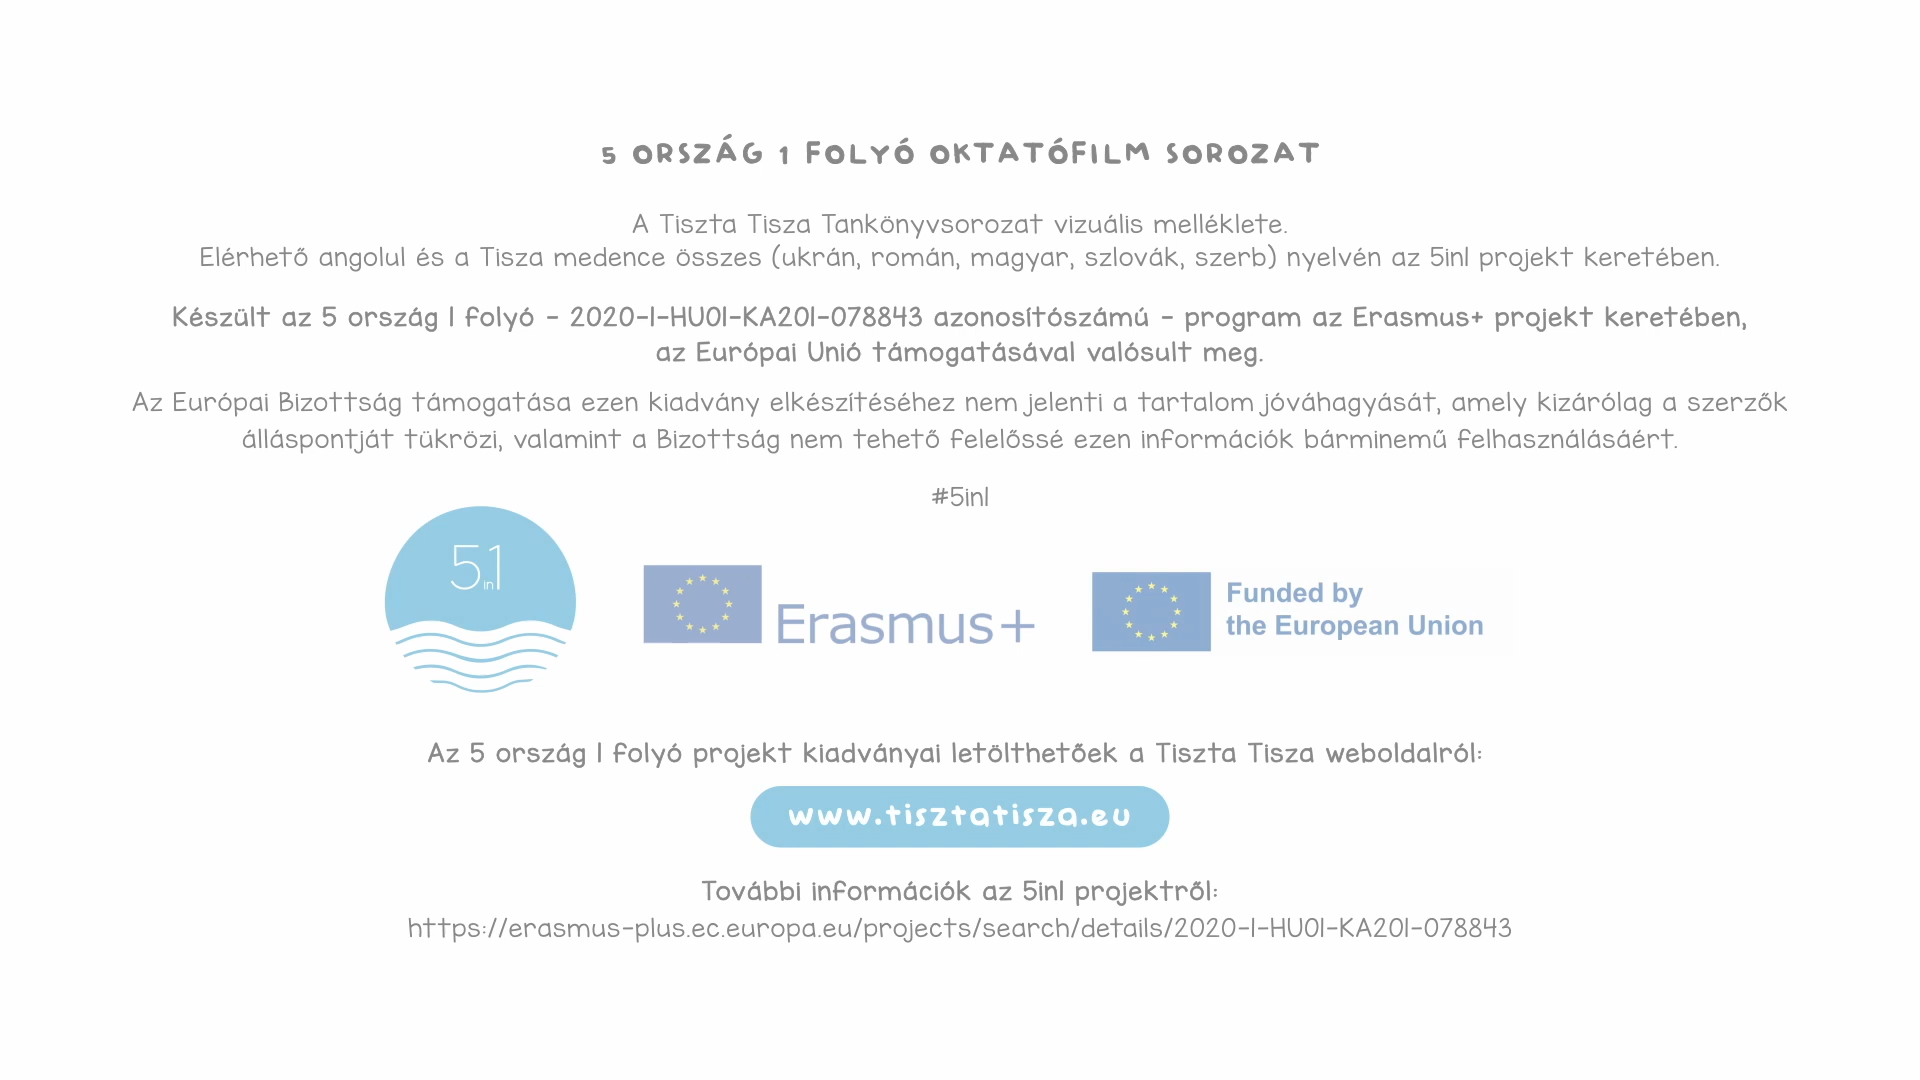 5 ORSZÁG 1 FOLYÓ OKTATÓFILM SOROZAT
A Tiszta Tisza Tankönyvsorozat vizuális melléklete.
Elérhető angolul és a Tisza medence összes (ukrán, román, magyar, szlovák, szerb) nyelvén az 5in1 projekt keretében.
Készült az 5 ország 1 folyó - 2020-1-HU01-KA201-078843 azonosítószámú - program az Erasmus+ projekt keretében,
az Európai Unió támogatásával valósult meg.
Az Európai Bizottság támogatása ezen kiadvány elkészítéséhez nem jelenti a tartalom jóváhagyását, amely kizárólag a szerzők
álláspontját tükrözi, valamint a Bizottság nem tehető felelőssé ezen információk bárminemű felhasználásáért.
#5in1
5in1
Erasmus+
Funded by
the European Union
Az 5 ország 1 folyó projekt kiadványai letölthetőek a Tiszta Tisza weboldalról:
www.tisztatisza.eu
További információk az 5in1 projektről:
https://erasmus-plus.ec.europa.eu/projects/search/details/2020-1-HU01-KA201-078843